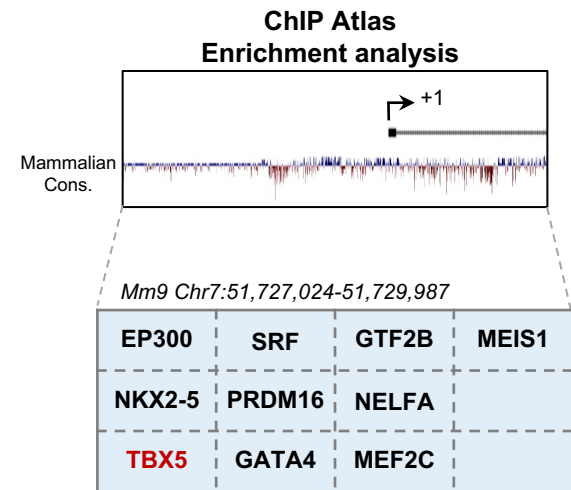 ChIP Atlas
Enrichment analysis
+1
Mammalian
Cons.
Mm9 Chr7:51,727,024-51,729,987
EP300 SRF GTF2B MEIS1
NKX2-5 PRDM16 NELFA
TBX5 GATA4 MEF2C